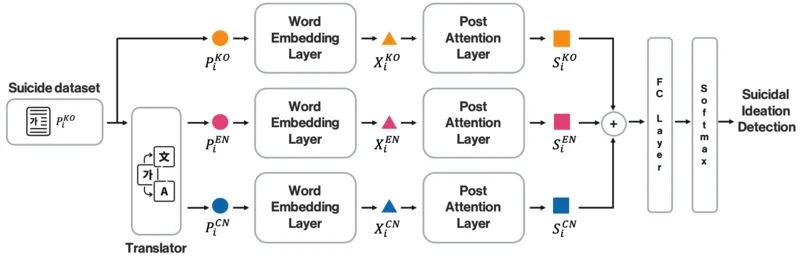 Suicide dataset
가
P_i^{KO}
文
가
A
Translator
P_i^{KO}
Word
Embedding
Layer
X_i^{KO}
Post
Attention
Layer
S_i^{KO}
P_i^{EN}
Word
Embedding
Layer
X_i^{EN}
Post
Attention
Layer
S_i^{EN}
P_i^{CN}
Word
Embedding
Layer
X_i^{CN}
Post
Attention
Layer
S_i^{CN}
+
FC Layer
Softmax
Suicidal
Ideation
Detection